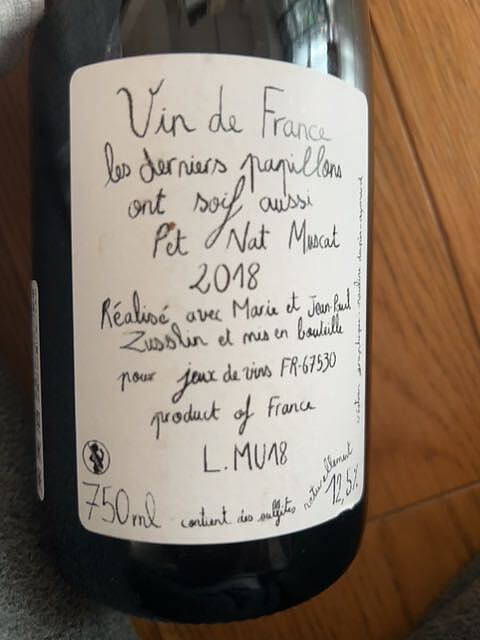 Vin de France
les derniers papillons
ont soif aussi
Pét Nat Muscat
2018
Réalisé avec Marie et Jean-Paul
Zusslin et mis en bouteille
pour jeux de vins FR-67530
product of France
L.MU18
750ml contient des sulfites naturellement 12,5%